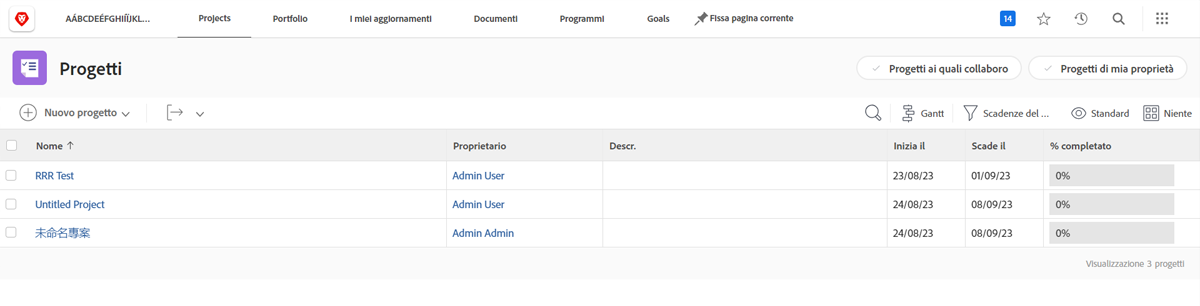 AÁBCDEÉFGHIÍÏJKL... Projects Portfolio I miei aggiornamenti Documenti Programmi Goals Fissa pagina corrente 14
Progetti Progetti ai quali collaboro Progetti di mia proprietà
Nuovo progetto Gantt Scadenze del ... Standard Niente
Nome Proprietario Descr. Inizia il Scade il % completato
RRR Test Admin User 23/08/23 01/09/23 0%
Untitled Project Admin User 24/08/23 08/09/23 0%
未命名專案 Admin Admin 24/08/23 08/09/23 0%
Visualizzazione 3 progetti